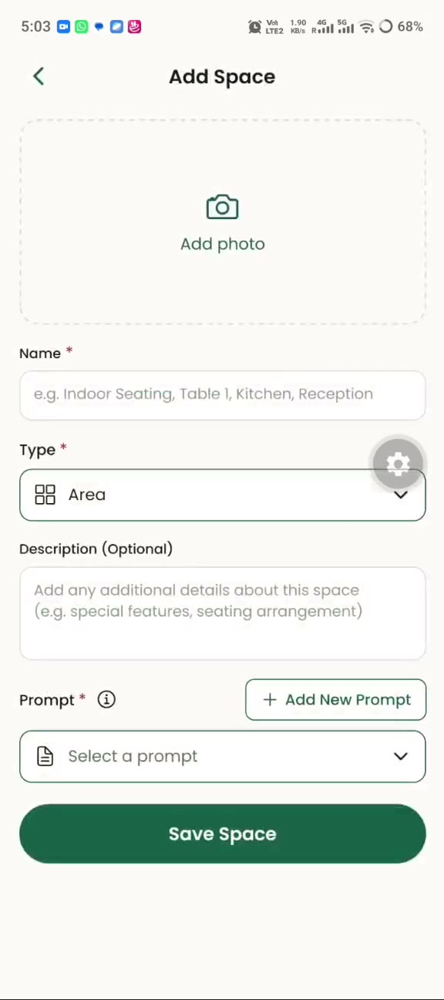 5:03 Vo) LTE2 1.90 KB/s R 4G 5G 68%
Add Space
Add photo
Name *
e.g. Indoor Seating, Table 1, Kitchen, Reception
Type *
Area
Description (Optional)
Add any additional details about this space
(e.g. special features, seating arrangement)
Prompt * + Add New Prompt
Select a prompt
Save Space